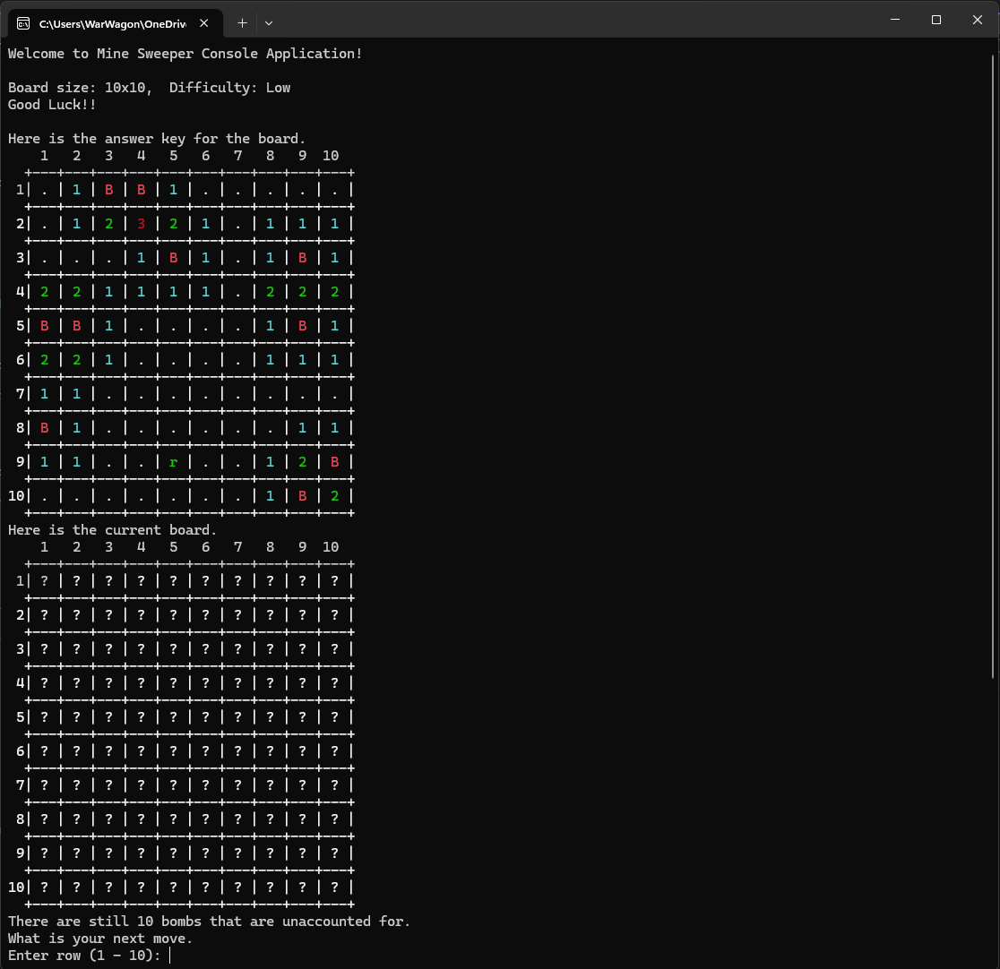 C:\Users\WarWagon\OneDriv
Welcome to Mine Sweeper Console Application!
Board size: 10x10,  Difficulty: Low
Good Luck!!
Here is the answer key for the board.
    1   2   3   4   5   6   7   8   9  10
  +---+---+---+---+---+---+---+---+---+---+
 1| . | 1 | B | B | 1 | . | . | . | . | . |
  +---+---+---+---+---+---+---+---+---+---+
 2| . | 1 | 2 | 3 | 2 | 1 | . | 1 | 1 | 1 |
  +---+---+---+---+---+---+---+---+---+---+
 3| . | . | . | 1 | B | 1 | . | 1 | B | 1 |
  +---+---+---+---+---+---+---+---+---+---+
 4| 2 | 2 | 1 | 1 | 1 | 1 | . | 2 | 2 | 2 |
  +---+---+---+---+---+---+---+---+---+---+
 5| B | B | 1 | . | . | . | . | 1 | B | 1 |
  +---+---+---+---+---+---+---+---+---+---+
 6| 2 | 2 | 1 | . | . | . | . | 1 | 1 | 1 |
  +---+---+---+---+---+---+---+---+---+---+
 7| 1 | 1 | . | . | . | . | . | . | . | . |
  +---+---+---+---+---+---+---+---+---+---+
 8| B | 1 | . | . | . | . | . | . | 1 | 1 |
  +---+---+---+---+---+---+---+---+---+---+
 9| 1 | 1 | . | . | r | . | . | 1 | 2 | B |
  +---+---+---+---+---+---+---+---+---+---+
10| . | . | . | . | . | . | . | 1 | B | 2 |
  +---+---+---+---+---+---+---+---+---+---+
Here is the current board.
    1   2   3   4   5   6   7   8   9  10
  +---+---+---+---+---+---+---+---+---+---+
 1| ? | ? | ? | ? | ? | ? | ? | ? | ? | ? |
  +---+---+---+---+---+---+---+---+---+---+
 2| ? | ? | ? | ? | ? | ? | ? | ? | ? | ? |
  +---+---+---+---+---+---+---+---+---+---+
 3| ? | ? | ? | ? | ? | ? | ? | ? | ? | ? |
  +---+---+---+---+---+---+---+---+---+---+
 4| ? | ? | ? | ? | ? | ? | ? | ? | ? | ? |
  +---+---+---+---+---+---+---+---+---+---+
 5| ? | ? | ? | ? | ? | ? | ? | ? | ? | ? |
  +---+---+---+---+---+---+---+---+---+---+
 6| ? | ? | ? | ? | ? | ? | ? | ? | ? | ? |
  +---+---+---+---+---+---+---+---+---+---+
 7| ? | ? | ? | ? | ? | ? | ? | ? | ? | ? |
  +---+---+---+---+---+---+---+---+---+---+
 8| ? | ? | ? | ? | ? | ? | ? | ? | ? | ? |
  +---+---+---+---+---+---+---+---+---+---+
 9| ? | ? | ? | ? | ? | ? | ? | ? | ? | ? |
  +---+---+---+---+---+---+---+---+---+---+
10| ? | ? | ? | ? | ? | ? | ? | ? | ? | ? |
  +---+---+---+---+---+---+---+---+---+---+
There are still 10 bombs that are unaccounted for.
What is your next move.
Enter row (1 - 10):